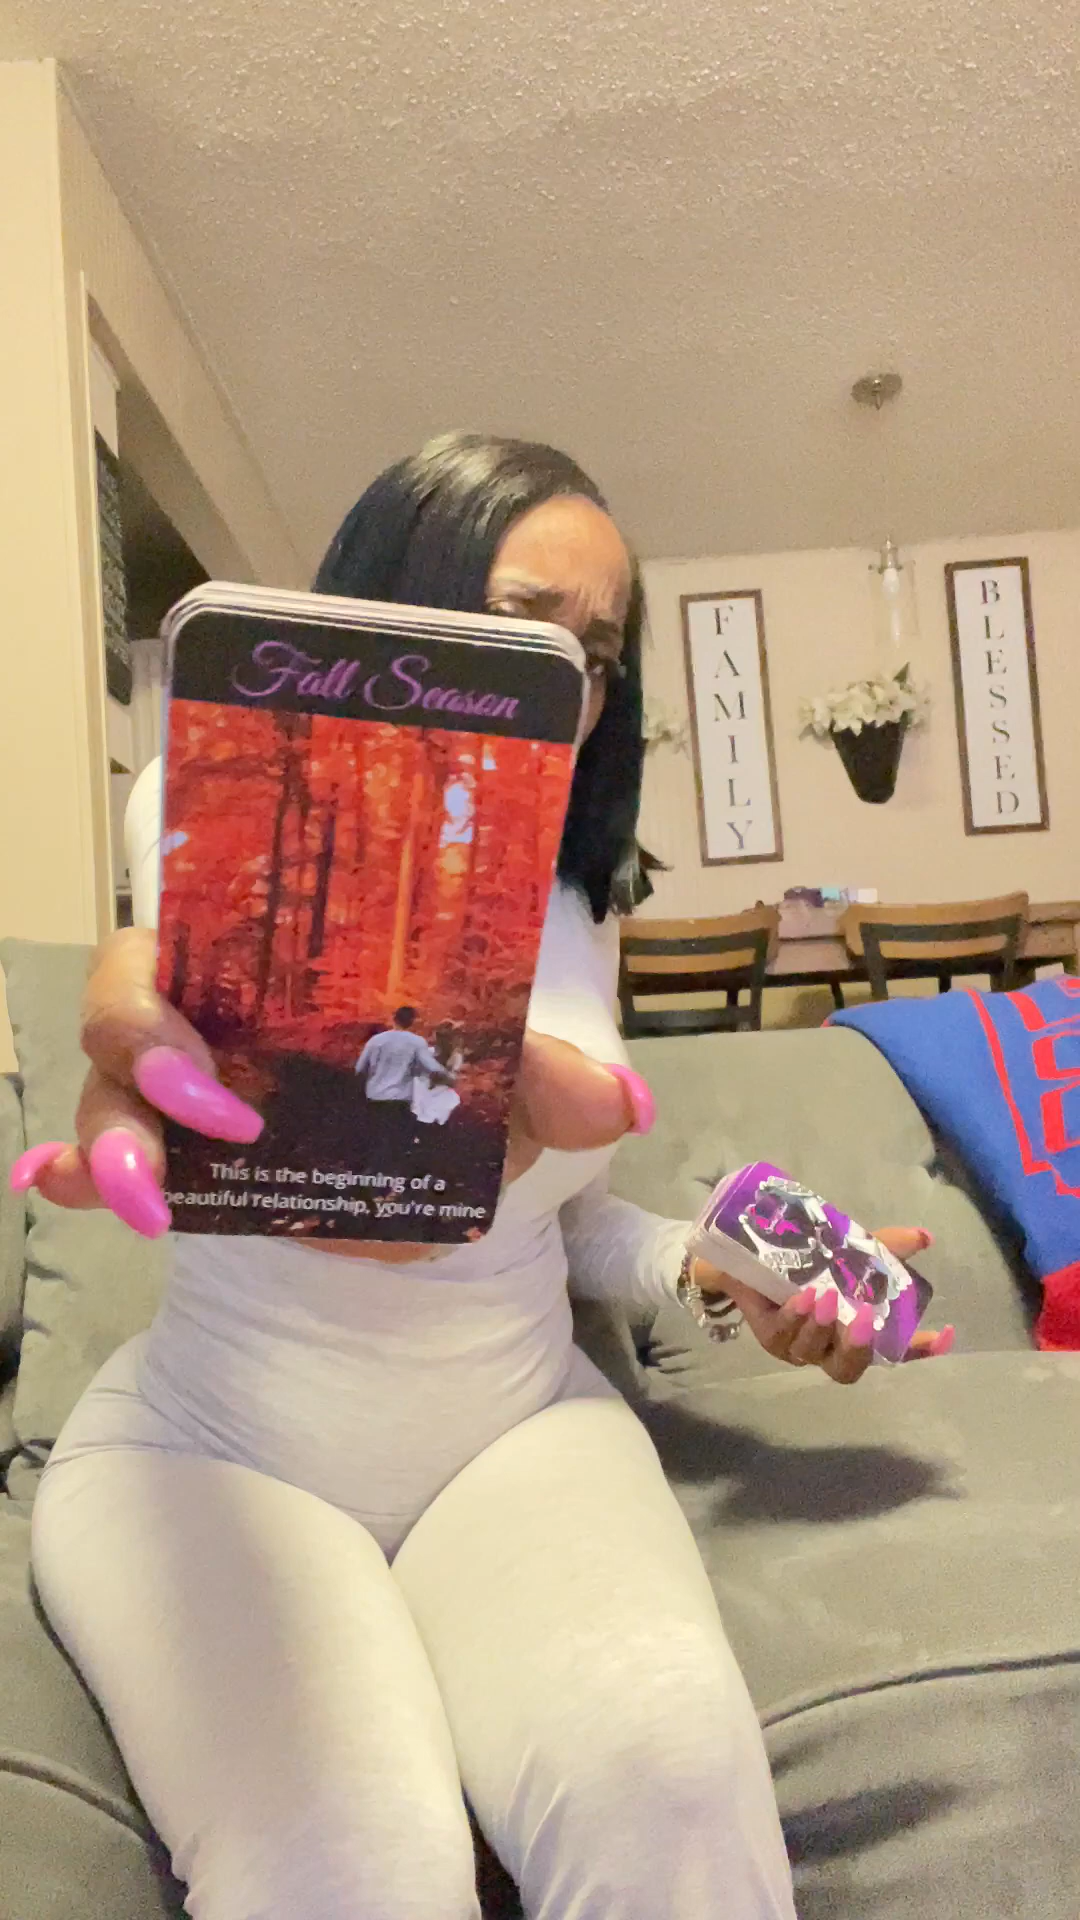 Fall Season
This is the beginning of a
beautiful relationship, you're mine
FAMILY
BLESSED